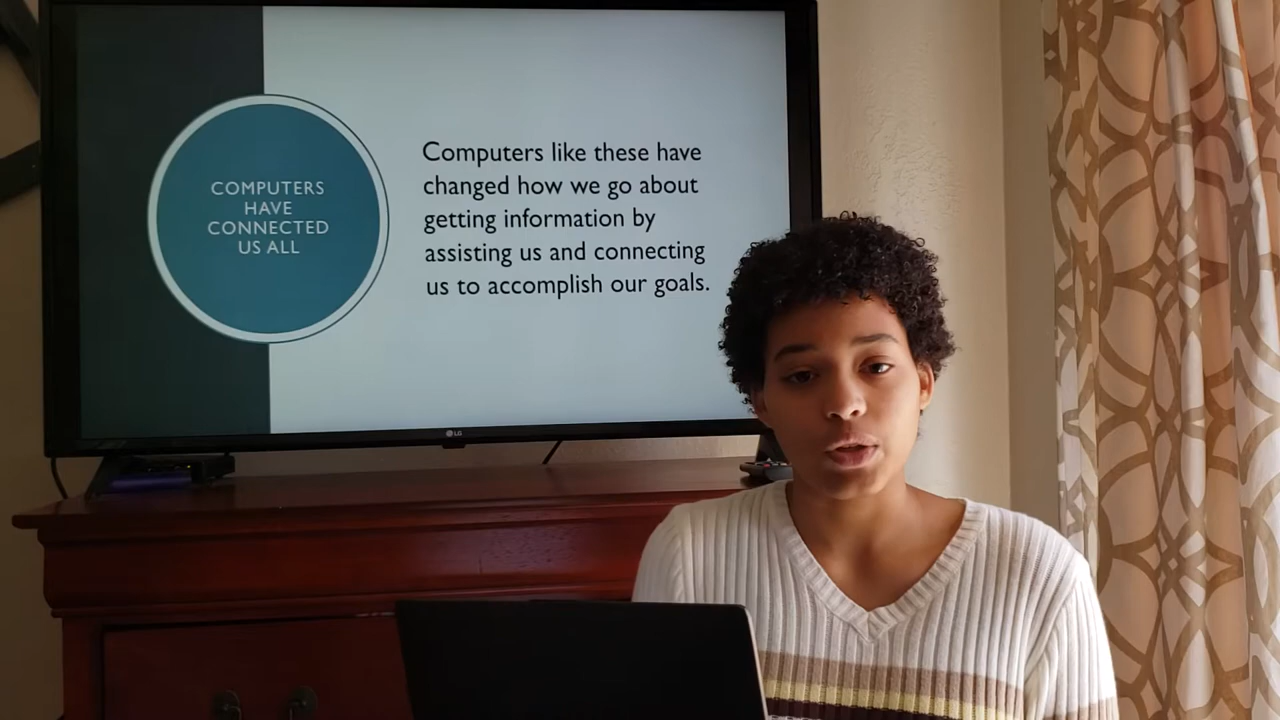 COMPUTERS
HAVE
CONNECTED
US ALL
Computers like these have
changed how we go about
getting information by
assisting us and connecting
us to accomplish our goals.
LG